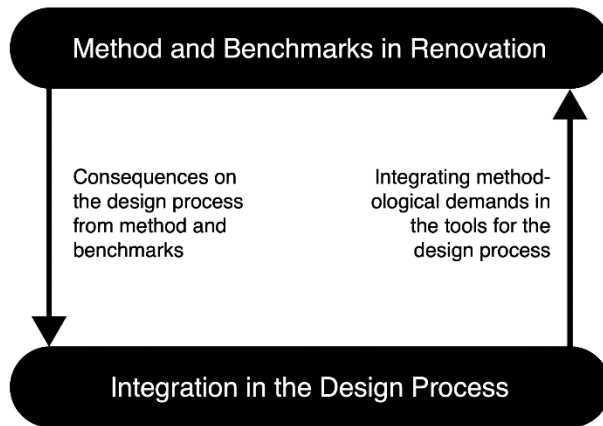 Method and Benchmarks in Renovation
Consequences on
the design process
from method and
benchmarks
Integrating method-
ological demands in
the tools for the
design process
Integration in the Design Process